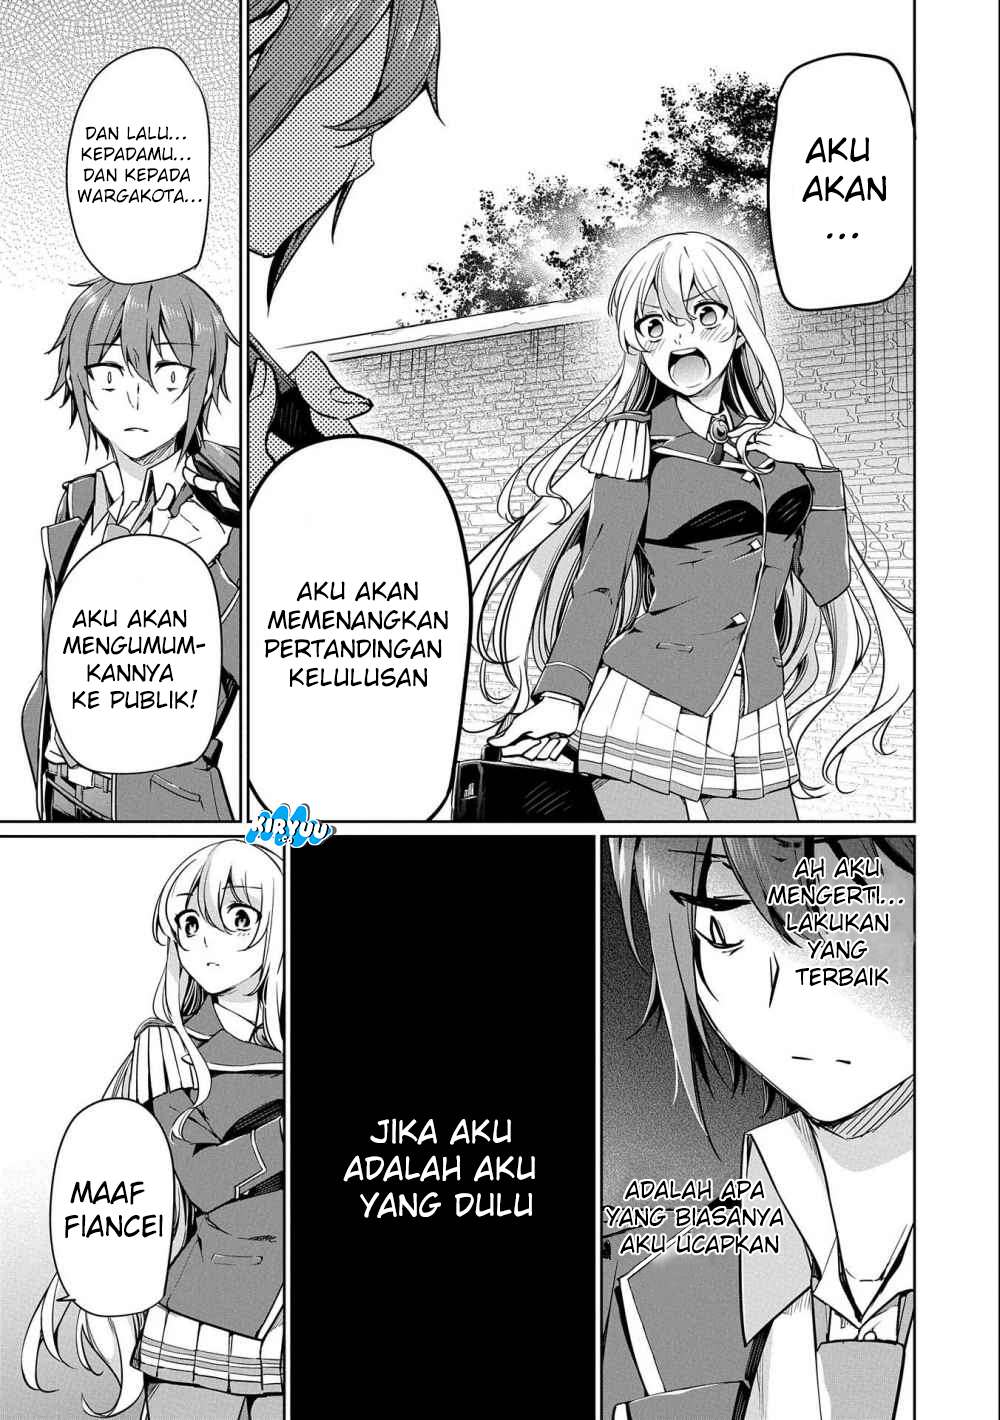 AKU
AKAN
...
AKU AKAN
MEMENANGKAN
PERTANDINGAN
KELULUSAN
DAN LALU...
KEPADAMU...
DAN KEPADA
WARGAKOTA...
AKU AKAN
MENGUMUM-
KANNYA
KE PUBLIK!
AH AKU
MENGERTI...
LAKUKAN
YANG
TERBAIK
ADALAH APA
YANG BIASANYA
AKU UCAPKAN
JIKA AKU
ADALAH AKU
YANG DULU
MAAF
FIANCEI
KIRYUU